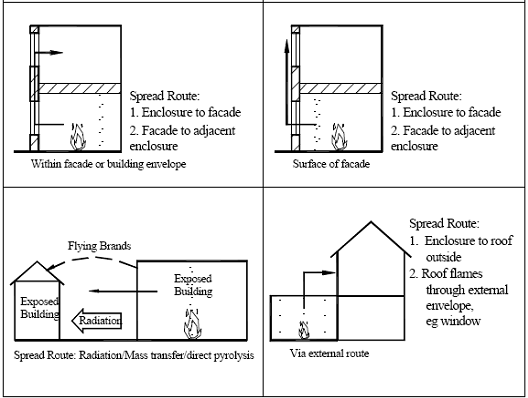 Spread Route:
1. Enclosure to facade
2. Facade to adjacent
enclosure
Within facade or building envelope
Spread Route:
1. Enclosure to facade
2. Facade to adjacent
enclosure
Surface of facade
Flying Brands
Exposed
Building
Exposed
Building
Radiation
Spread Route: Radiation/Mass transfer/direct pyrolysis
Spread Route:
1. Enclosure to roof
outside
2. Roof flames
through external
envelope,
eg window
Via external route